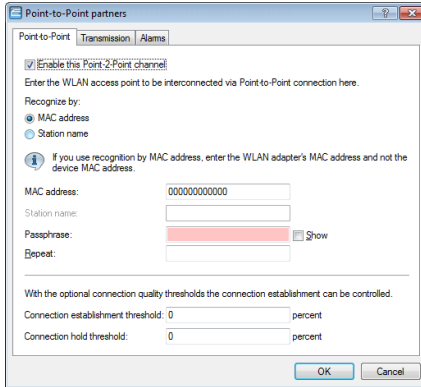 Point-to-Point partners
Point-to-Point Transmission Alarms
Enable this Point-2-Point channel
Enter the WLAN access point to be interconnected via Point-to-Point connection here.
Recognize by:
MAC address
Station name
If you use recognition by MAC address, enter the WLAN adapter's MAC address and not the
device MAC address.
MAC address: 000000000000
Station name:
Passphrase: Show
Repeat:
With the optional connection quality thresholds the connection establishment can be controlled.
Connection establishment threshold: 0 percent
Connection hold threshold: 0 percent
OK Cancel